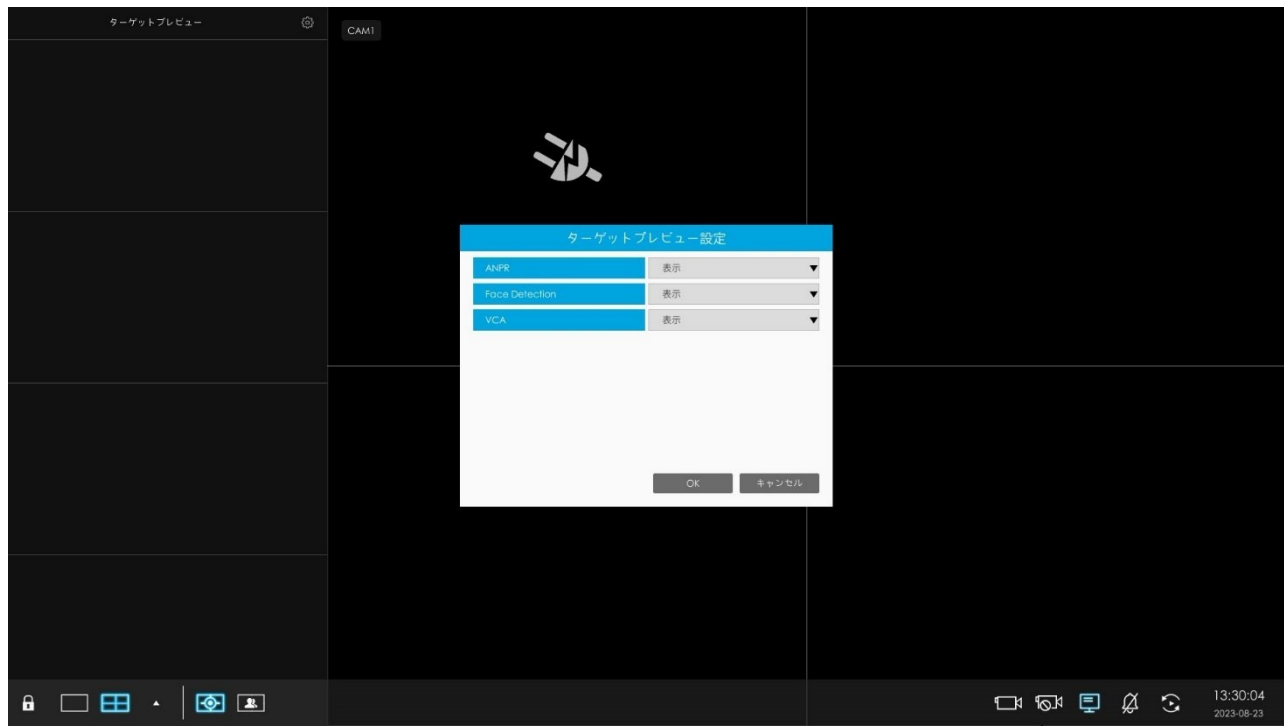 ターゲットプレビュー
CAM1
ターゲットプレビュー設定
ANPR 表示
Face Detection 表示
VCA 表示
OK キャンセル
13:30:04
2023-08-23